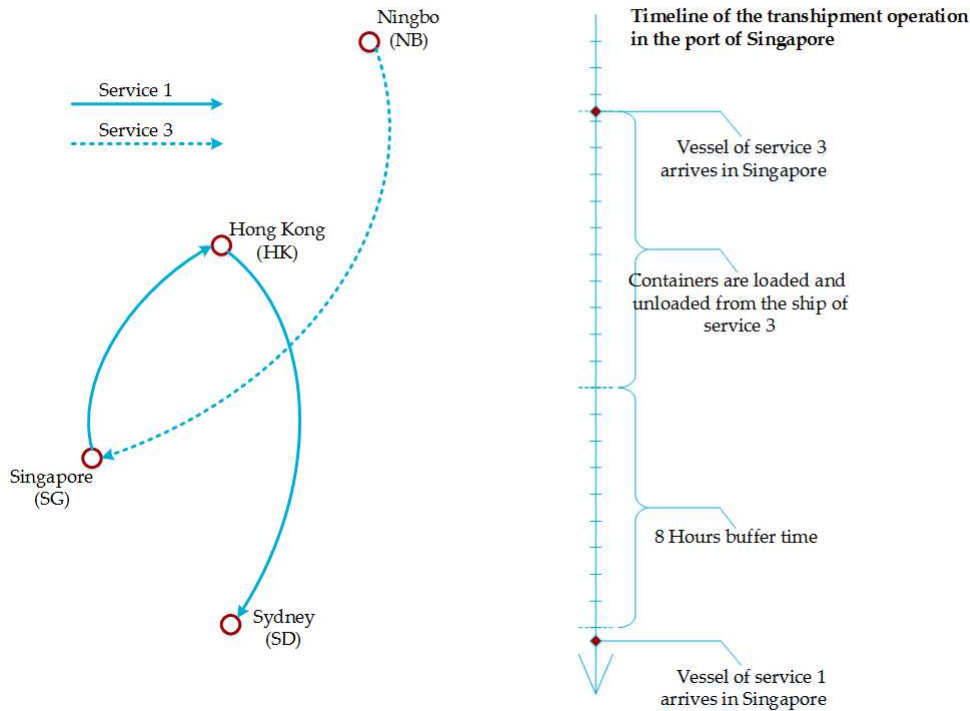 Ningbo
(NB)
Service 1
Service 3
Hong Kong
(HK)
Singapore
(SG)
Sydney
(SD)
Timeline of the transhipment operation
in the port of Singapore
Vessel of service 3
arrives in Singapore
Containers are loaded and
unloaded from the ship of
service 3
8 Hours buffer time
Vessel of service 1
arrives in Singapore